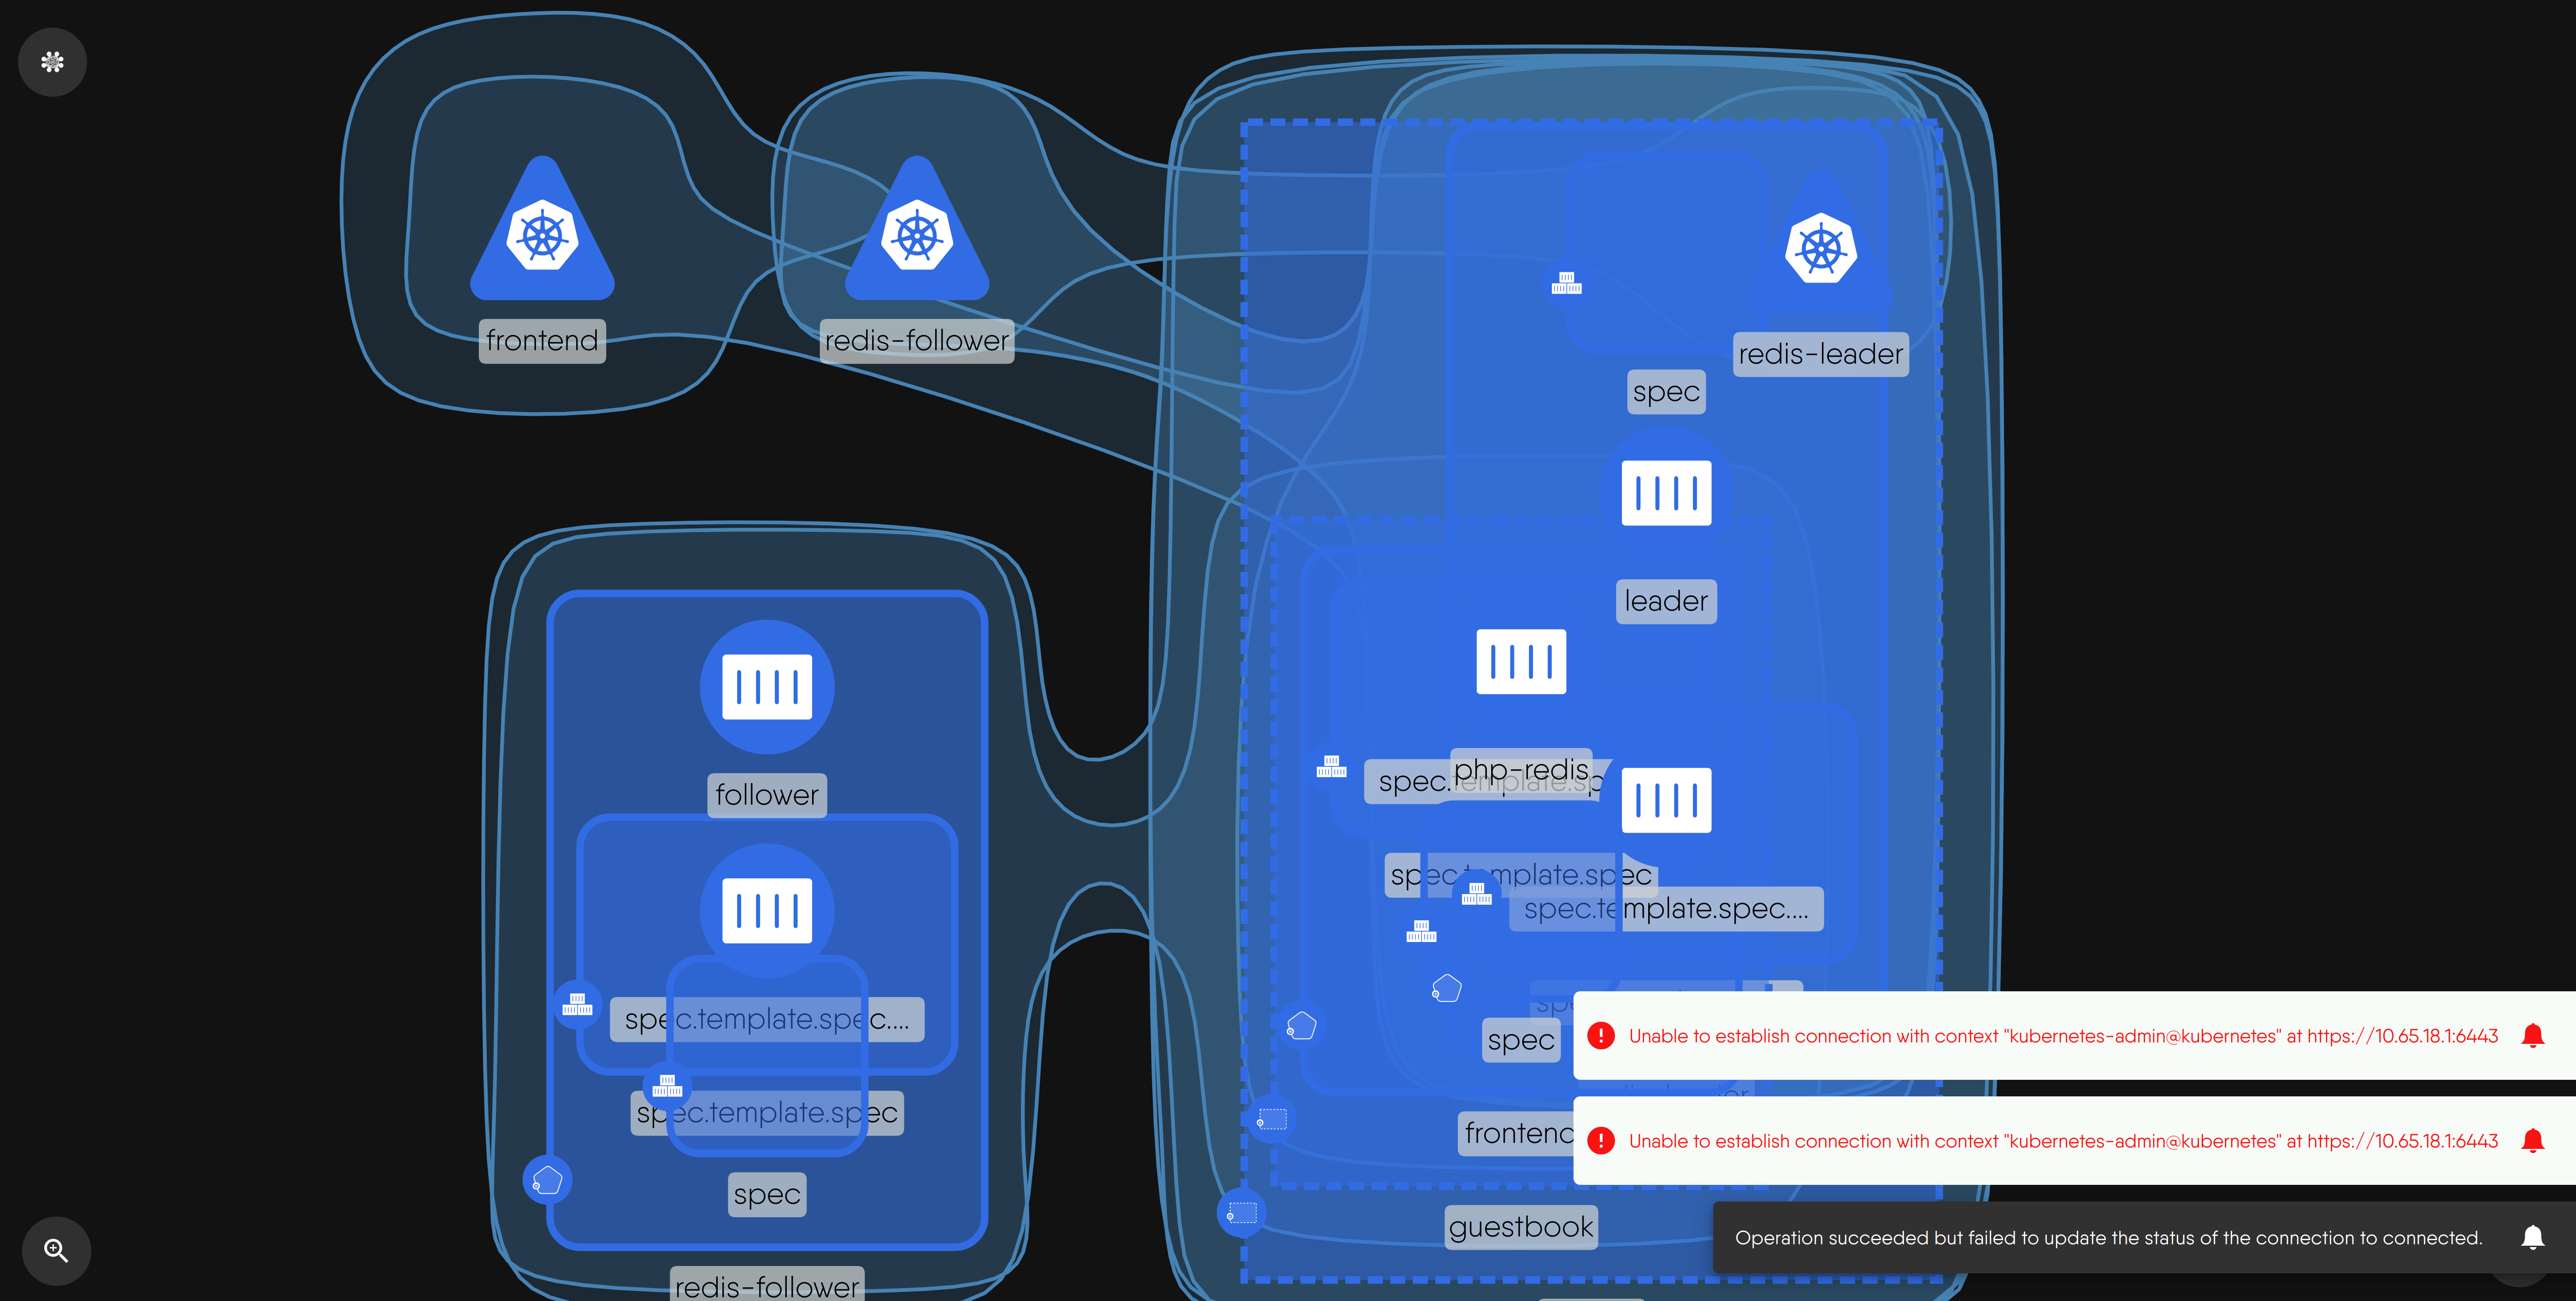 frontend
redis-follower
redis-leader
spec
leader
follower
php-redis
spec.template.sp
spec.template.spec
spec.template.spec....
spec.template.spec....
spec
spec.template.spec
frontend
spec
guestbook
redis-follower
Unable to establish connection with context "kubernetes-admin@kubernetes" at https://10.65.18.1:6443
Unable to establish connection with context "kubernetes-admin@kubernetes" at https://10.65.18.1:6443
Operation succeeded but failed to update the status of the connection to connected.